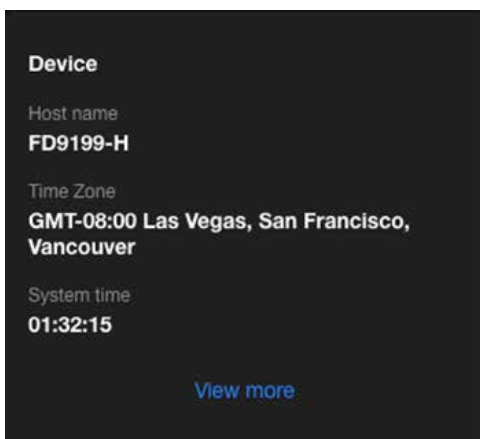 Device
Host name
FD9199-H
Time Zone
GMT-08:00 Las Vegas, San Francisco,
Vancouver
System time
01:32:15
View more